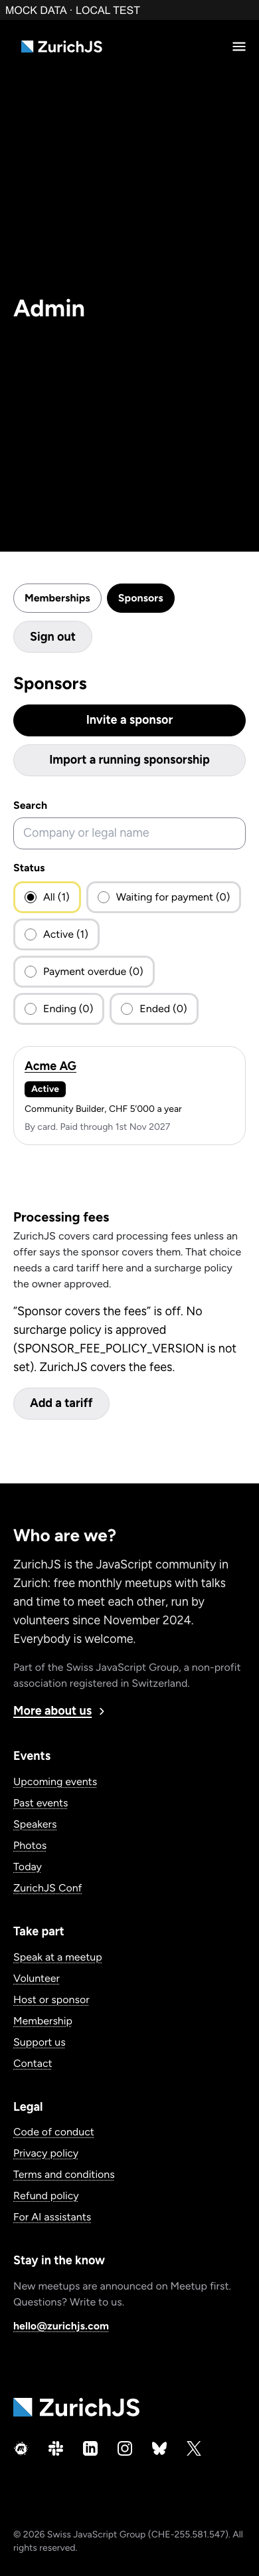 MOCK DATA · LOCAL TEST
ZurichJS
Admin
Memberships
Sponsors
Sign out
Sponsors
Invite a sponsor
Import a running sponsorship
Search
Company or legal name
Status
All (1)
Waiting for payment (0)
Active (1)
Payment overdue (0)
Ending (0)
Ended (0)
Acme AG
Active
Community Builder, CHF 5’000 a year
By card. Paid through 1st Nov 2027
Processing fees
ZurichJS covers card processing fees unless an
offer says the sponsor covers them. That choice
needs a card tariff here and a surcharge policy
the owner approved.
“Sponsor covers the fees” is off. No
surcharge policy is approved
(SPONSOR_FEE_POLICY_VERSION is not
set). ZurichJS covers the fees.
Add a tariff
Who are we?
ZurichJS is the JavaScript community in
Zurich: free monthly meetups with talks
and time to meet each other, run by
volunteers since November 2024.
Everybody is welcome.
Part of the Swiss JavaScript Group, a non-profit
association registered in Switzerland.
More about us
Events
Upcoming events
Past events
Speakers
Photos
Today
ZurichJS Conf
Take part
Speak at a meetup
Volunteer
Host or sponsor
Membership
Support us
Contact
Legal
Code of conduct
Privacy policy
Terms and conditions
Refund policy
For AI assistants
Stay in the know
New meetups are announced on Meetup first.
Questions? Write to us.
hello@zurichjs.com
ZurichJS
© 2026 Swiss JavaScript Group (CHE-255.581.547). All
rights reserved.